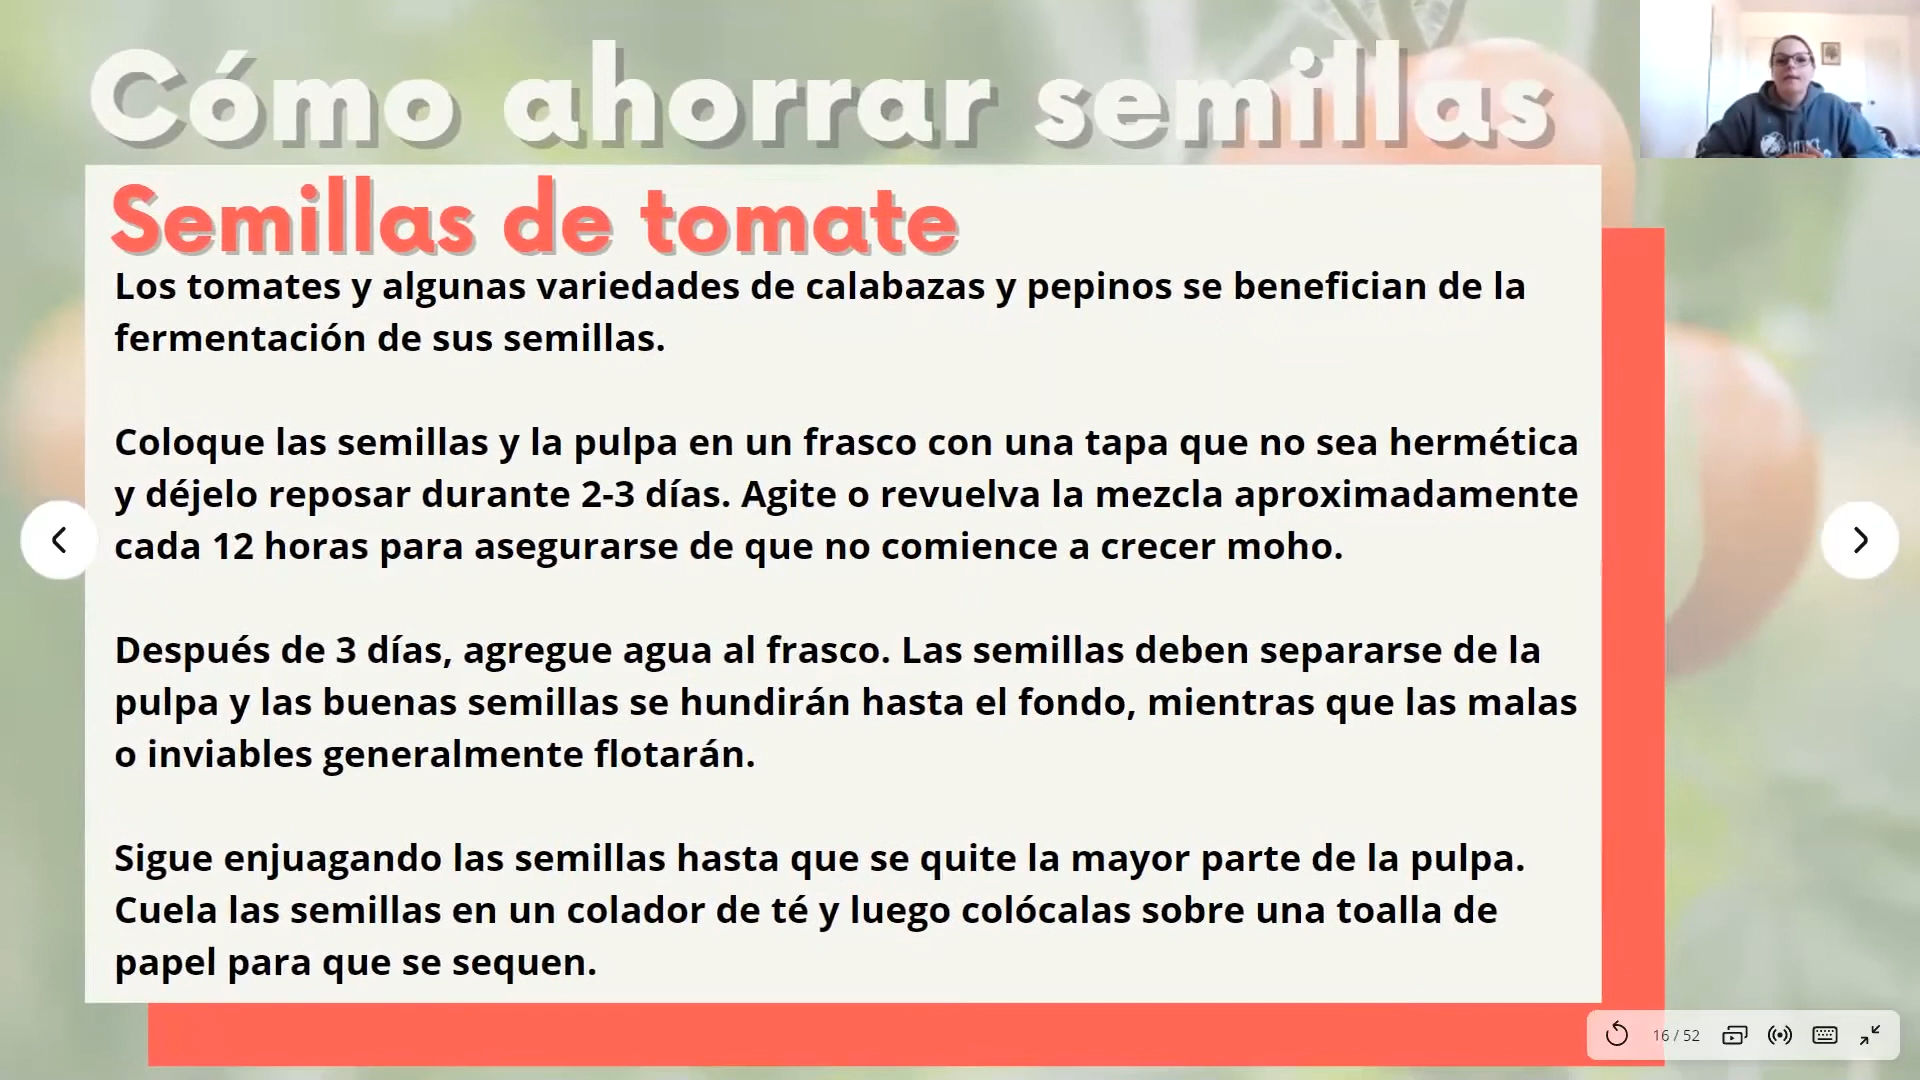 Cómo ahorrar semillas
Semillas de tomate
Los tomates y algunas variedades de calabazas y pepinos se benefician de la
fermentación de sus semillas.
Coloque las semillas y la pulpa en un frasco con una tapa que no sea hermética
y déjelo reposar durante 2-3 días. Agite o revuelva la mezcla aproximadamente
cada 12 horas para asegurarse de que no comience a crecer moho.
Después de 3 días, agregue agua al frasco. Las semillas deben separarse de la
pulpa y las buenas semillas se hundirán hasta el fondo, mientras que las malas
o inviables generalmente flotarán.
Sigue enjuagando las semillas hasta que se quite la mayor parte de la pulpa.
Cuela las semillas en un colador de té y luego colócalas sobre una toalla de
papel para que se sequen.
16 / 52